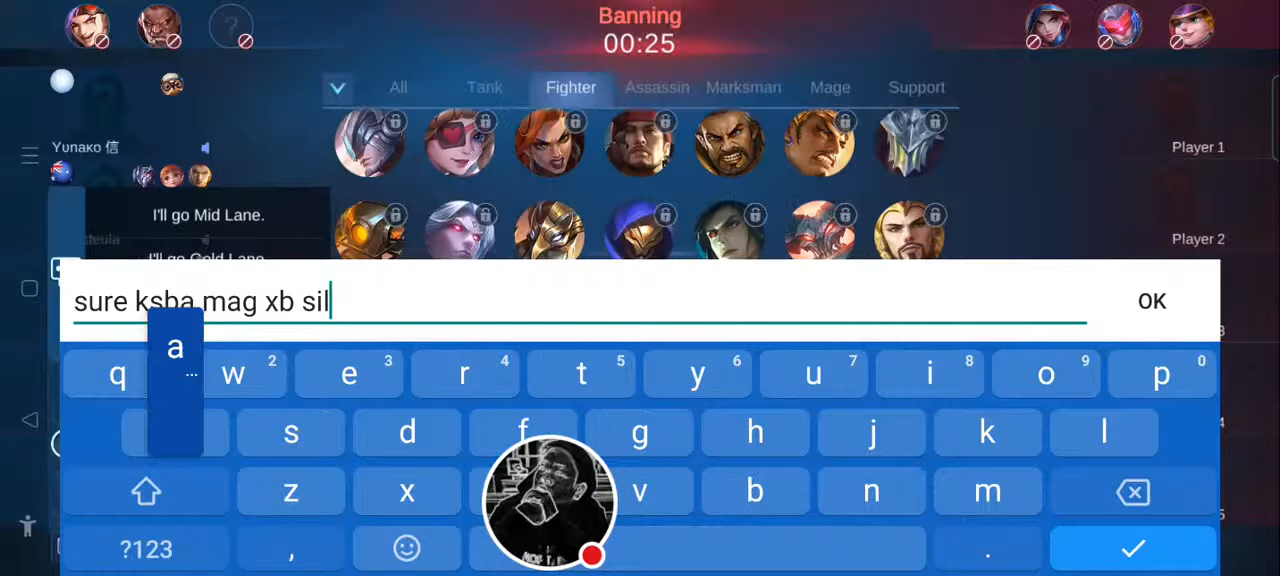 Banning
00:25
All Tank Fighter Assassin Marksman Mage Support
Yunaко 信
Player 1
I'll go Mid Lane.
Player 2
I'll go Gold Lane
sure ksba mag xb sil
OK
a
...
q w 2 e 3 r 4 t 5 y 6 u 7 i 8 o 9 p 0
s d f g h j k l
z x v b n m
?123 , .